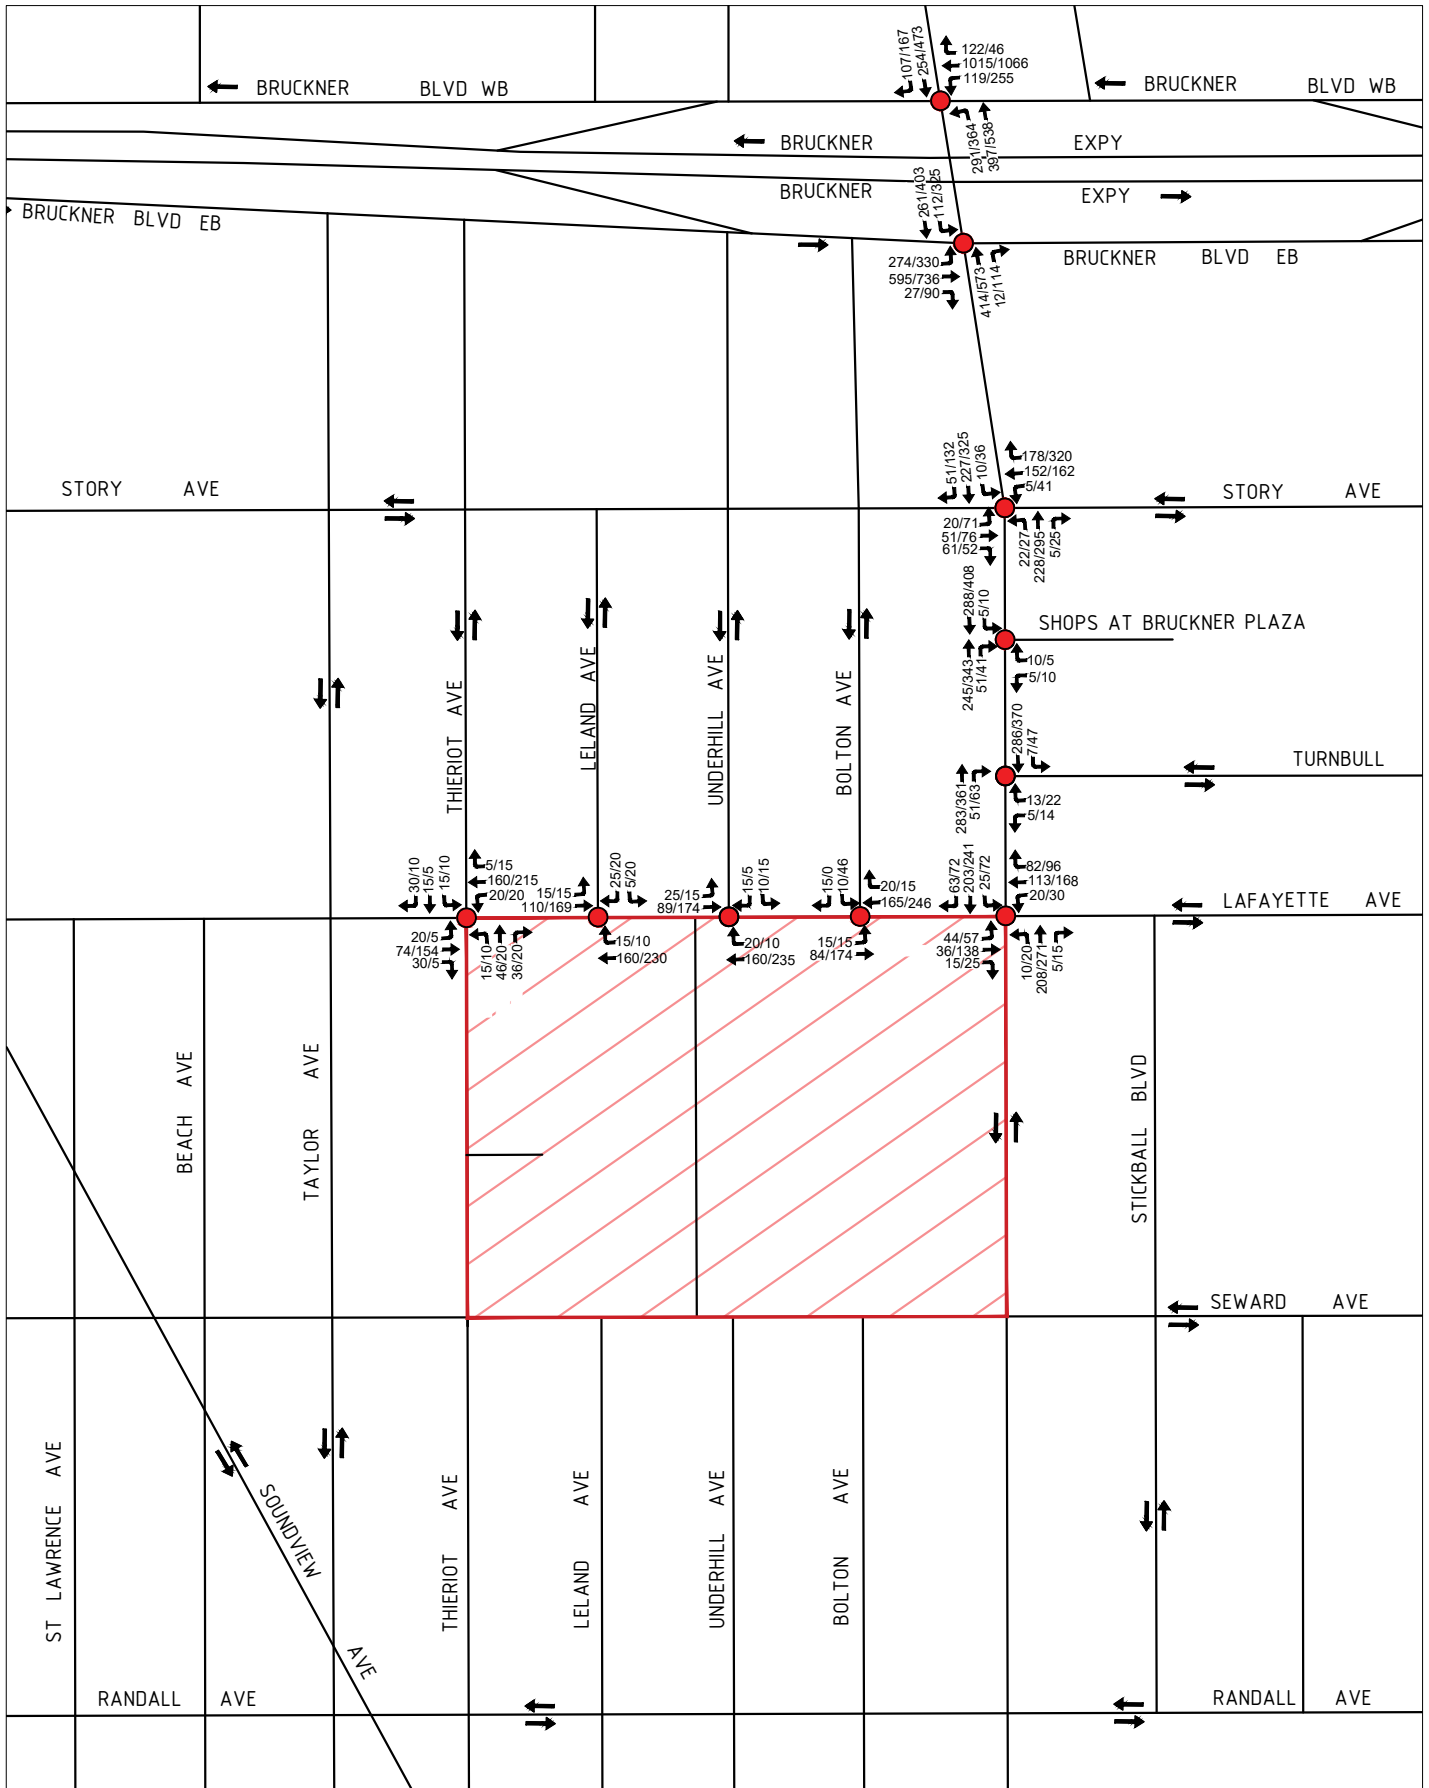 107/167
254/473
122/46
1015/1066
119/255
BRUCKNER BLVD WB
BRUCKNER BLVD WB
291/364
397/538
BRUCKNER EXPY
BRUCKNER EXPY
261/403
112/325
BRUCKNER BLVD EB
274/330
595/736
27/90
414/573
12/114
BRUCKNER BLVD EB
51/132
227/325
10/36
178/320
152/162
5/41
STORY AVE
STORY AVE
20/71
51/76
61/52
22/27
228/295
5/25
288/408
5/10
SHOPS AT BRUCKNER PLAZA
245/343
51/41
10/5
5/10
THIERIOT AVE
LELAND AVE
UNDERHILL AVE
BOLTON AVE
286/370
7/47
TURNBULL
283/361
51/63
13/22
5/14
30/10
15/5
15/10
5/15
160/215
20/20
20/5
74/154
30/5
15/10
46/20
36/20
25/20
5/20
15/15
110/169
15/10
160/230
15/5
10/15
25/15
89/174
20/10
160/235
15/0
10/46
20/15
165/246
15/15
84/174
63/72
203/241
25/72
82/96
113/168
20/30
LAFAYETTE AVE
44/57
36/138
15/25
10/20
208/271
5/15
BEACH AVE
TAYLOR AVE
STICKBALL BLVD
SEWARD AVE
ST LAWRENCE AVE
SOUNDVIEW AVE
THIERIOT AVE
LELAND AVE
UNDERHILL AVE
BOLTON AVE
RANDALL AVE
RANDALL AVE